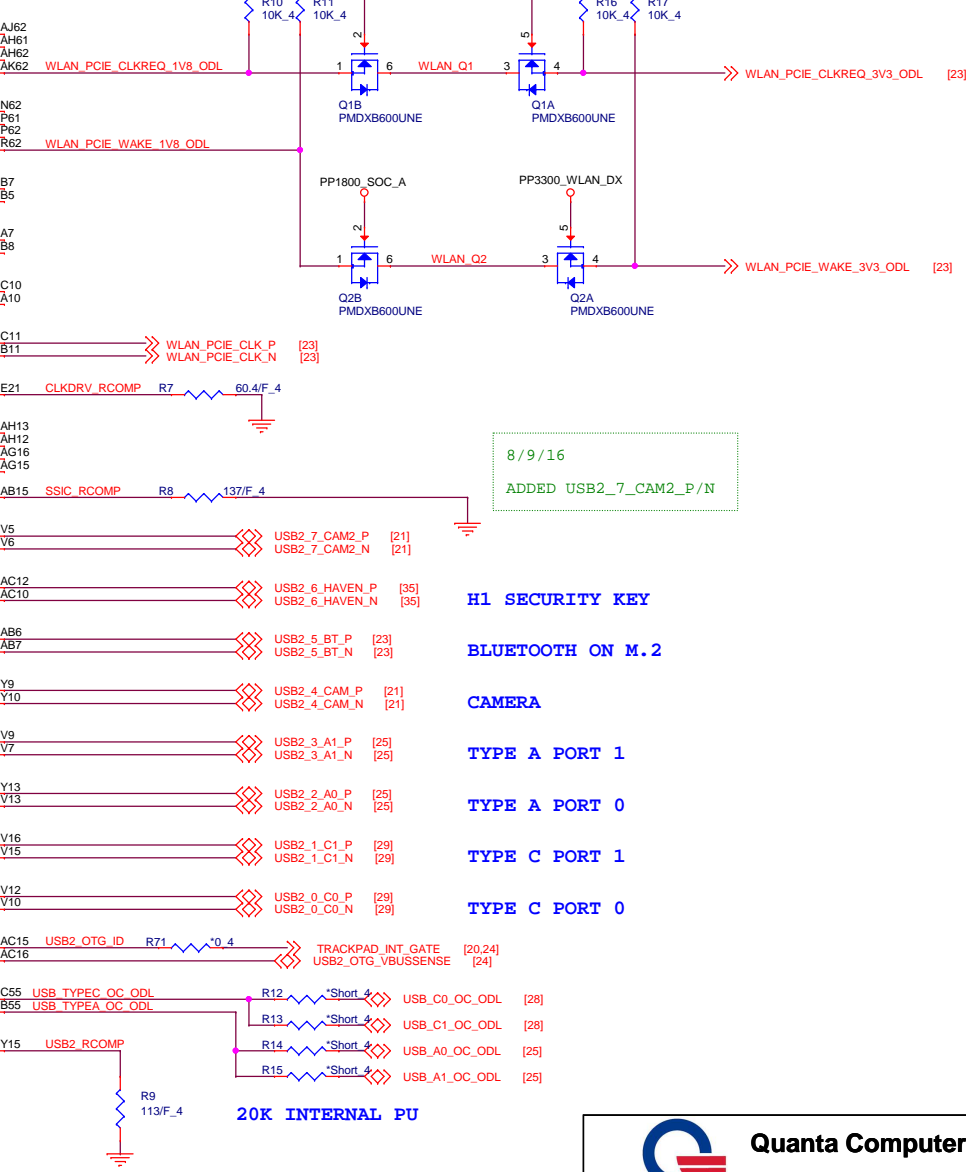 R10 R11 R16 R17
10K_4 10K_4 10K_4 10K_4
AJ62
AH61
AH62
AK62 WLAN_PCIE_CLKREQ_1V8_ODL 1 2 6 WLAN_Q1 3 5 4 WLAN_PCIE_CLKREQ_3V3_ODL [23]
Q1B Q1A
PMDXB600UNE PMDXB600UNE
N62
P61
P62
R62 WLAN_PCIE_WAKE_1V8_ODL
B7
B5
PP1800_SOC_A PP3300_WLAN_DX
A7
B8
1 2 6 WLAN_Q2 3 5 4 WLAN_PCIE_WAKE_3V3_ODL [23]
C10
A10
Q2B Q2A
PMDXB600UNE PMDXB600UNE
C11 WLAN_PCIE_CLK_P [23]
B11 WLAN_PCIE_CLK_N [23]
E21 CLKDRV_RCOMP R7 60.4/F_4
AH13
AH12
AG16
AG15
8/9/16
ADDED USB2_7_CAM2_P/N
AB15 SSIC_RCOMP R8 137/F_4
V5 USB2_7_CAM2_P [21]
V6 USB2_7_CAM2_N [21]
AC12 USB2_6_HAVEN_P [35]
AC10 USB2_6_HAVEN_N [35]
H1 SECURITY KEY
AB6 USB2_5_BT_P [23]
AB7 USB2_5_BT_N [23]
BLUETOOTH ON M.2
Y9 USB2_4_CAM_P [21]
Y10 USB2_4_CAM_N [21]
CAMERA
V9 USB2_3_A1_P [25]
V7 USB2_3_A1_N [25]
TYPE A PORT 1
Y13 USB2_2_A0_P [25]
V13 USB2_2_A0_N [25]
TYPE A PORT 0
V16 USB2_1_C1_P [29]
V15 USB2_1_C1_N [29]
TYPE C PORT 1
V12 USB2_0_C0_P [29]
V10 USB2_0_C0_N [29]
TYPE C PORT 0
AC15 USB2_OTG_ID R71 *0_4 TRACKPAD_INT_GATE [20,24]
AC16 USB2_OTG_VBUSSENSE [24]
C55 USB_TYPEC_OC_ODL R12 *Short_4 USB_C0_OC_ODL [28]
B55 USB_TYPEA_OC_ODL
R13 *Short_4 USB_C1_OC_ODL [28]
Y15 USB2_RCOMP R14 *Short_4 USB_A0_OC_ODL [25]
R15 *Short_4 USB_A1_OC_ODL [25]
R9
113/F_4
20K INTERNAL PU
Quanta Computer